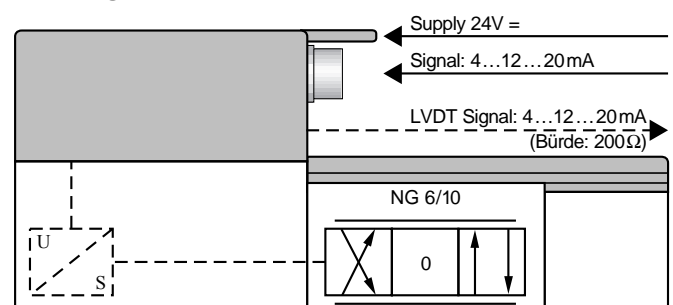 Supply 24V =
Signal: 4...12...20mA
LVDT Signal: 4...12...20mA
(Bürde: 200Ω)
NG 6/10
U
S
0